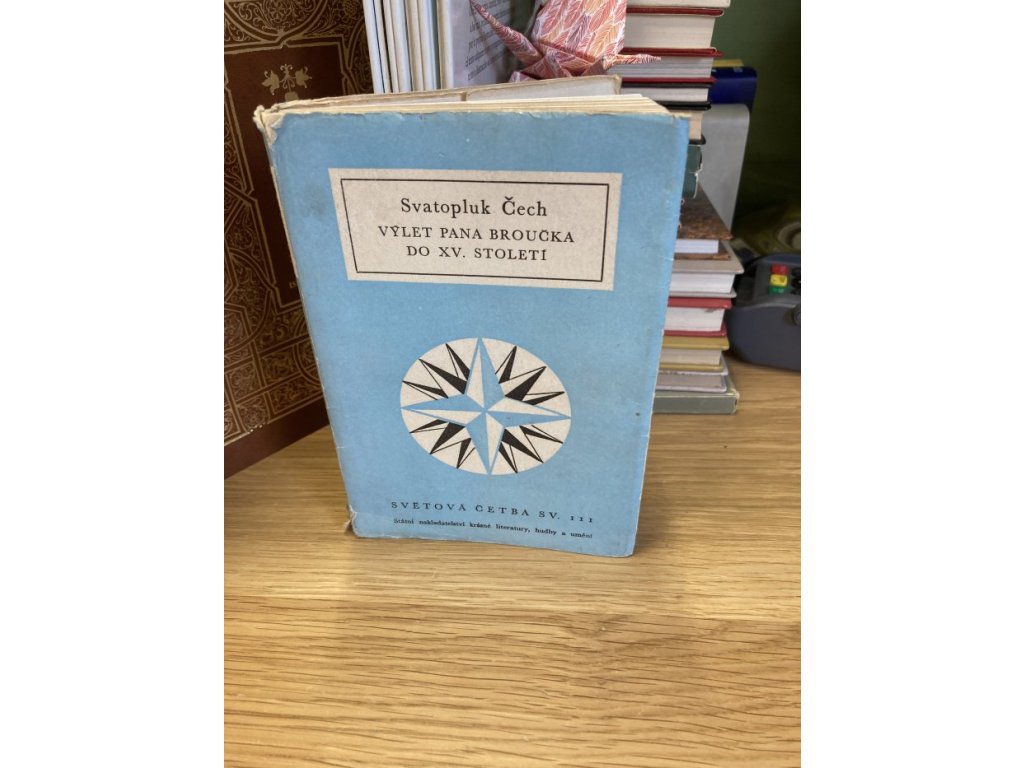 Svatopluk Čech
VÝLET PANA BROUČKA
DO XV. STOLETÍ
SVĚTOVÁ ČETBA SV. 111
Státní nakladatelství krásné literatury, hudby a umění